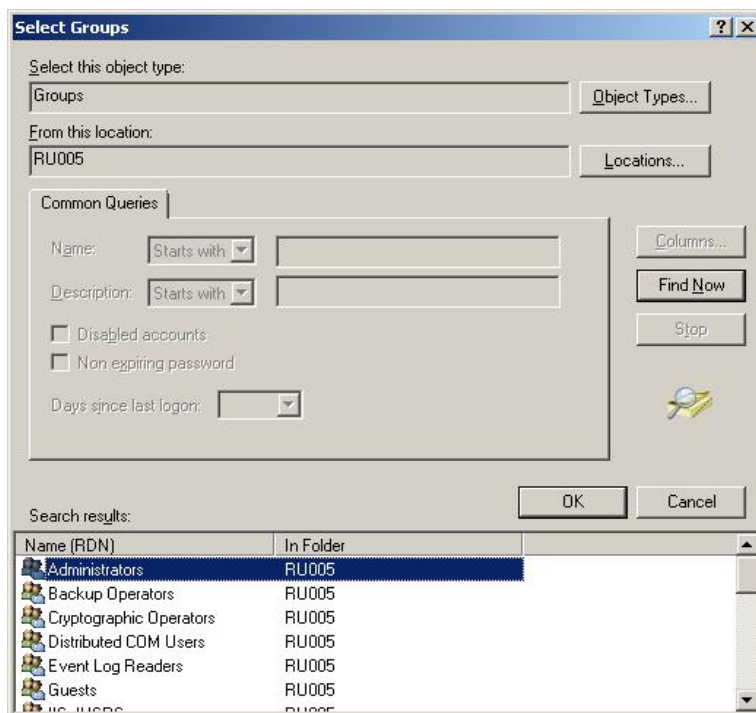 Select Groups
Select this object type:
Groups
Object Types...
From this location:
RU005
Locations...
Common Queries
Name:
Starts with
Columns...
Description:
Starts with
Find Now
Disabled accounts
Stop
Non expiring password
Days since last logon:
OK
Cancel
Search results:
Name (RDN) In Folder
Administrators RU005
Backup Operators RU005
Cryptographic Operators RU005
Distributed COM Users RU005
Event Log Readers RU005
Guests RU005